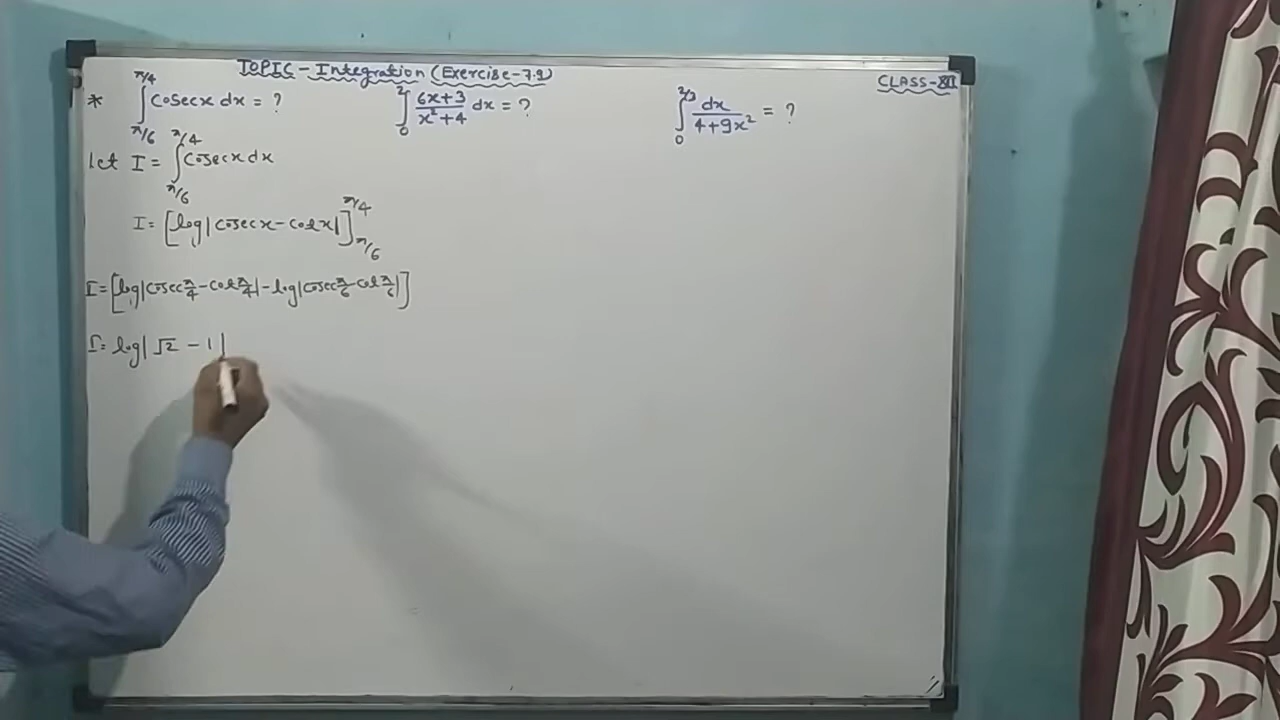 TOPIC - Integration (Exercise-7.9)
CLASS-XII
* ∫_{π/6}^{π/4} cosecx dx = ?
∫_0^2 (6x+3)/(x²+4) dx = ?
∫_0^{2/3} dx/(4+9x²) = ?
let I = ∫_{π/6}^{π/4} cosecx dx
I = [log|cosecx - cotx|]_{π/6}^{π/4}
I = [log|cosec π/4 - cot π/4| - log|cosec π/6 - cot π/6|]
I = log|√2 - 1|